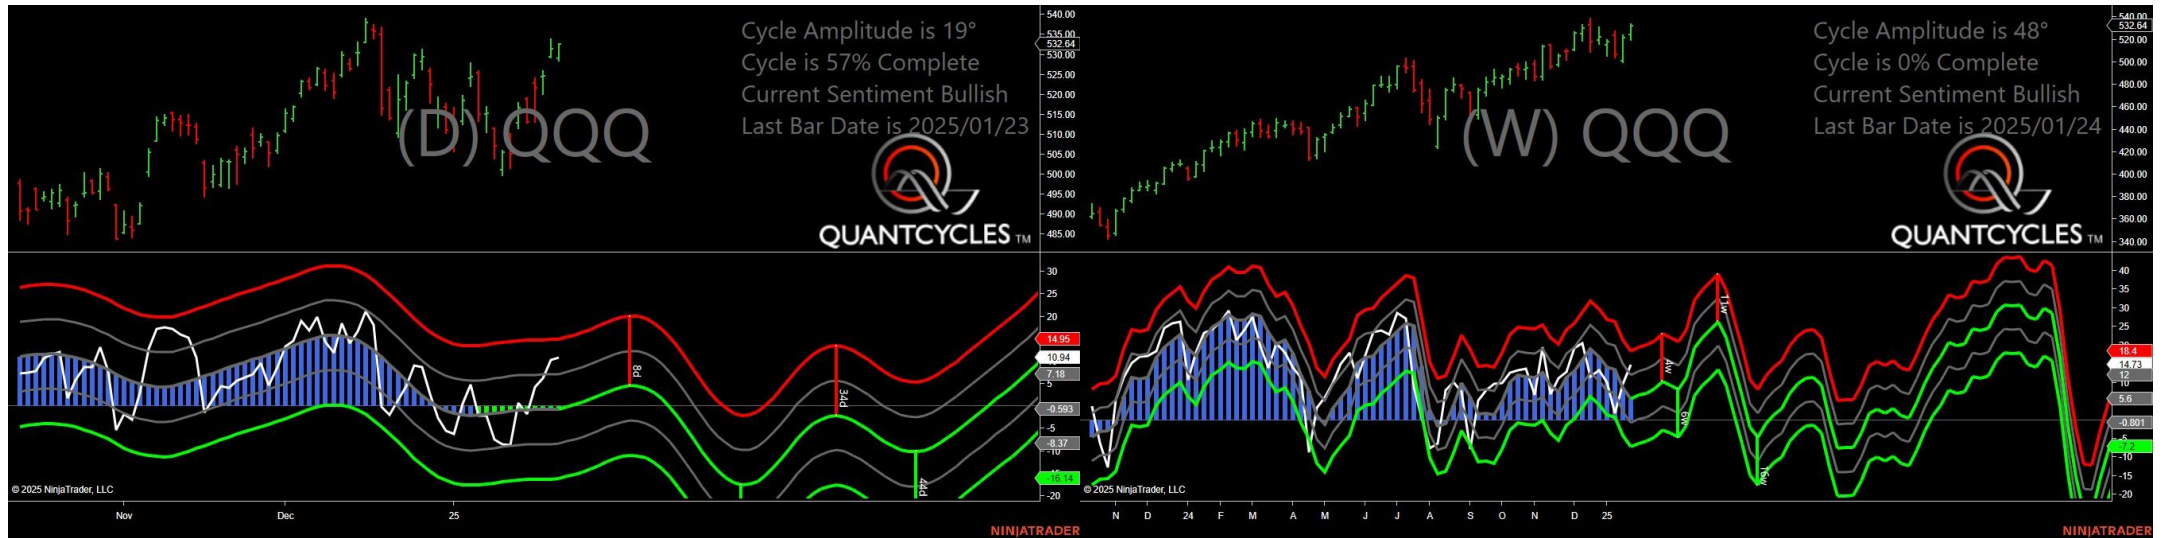 Cycle Amplitude is 19°
Cycle is 57% Complete
Current Sentiment Bullish
Last Bar Date is 2025/01/23
(D) QQQ
QUANTCYCLES TM
540.00
535.00
532.64
530.00
525.00
520.00
515.00
510.00
505.00
500.00
495.00
490.00
485.00
30
25
20
14.95
10.94
7.18
5
-0.593
-5
-8.37
-10
-16.14
-20
8d
34d
44d
© 2025 NinjaTrader, LLC
Nov
Dec
25
NINJATRADER
Cycle Amplitude is 48°
Cycle is 0% Complete
Current Sentiment Bullish
Last Bar Date is 2025/01/24
(W) QQQ
QUANTCYCLES TM
540.00
532.64
520.00
500.00
480.00
460.00
440.00
420.00
400.00
380.00
360.00
340.00
40
35
30
25
18.4
14.73
12
10
5.6
-0.801
-7.2
-10
-15
-20
4w
6w
11w
16w
© 2025 NinjaTrader, LLC
N D 24 F M A M J J A S O N D 25
NINJATRADER